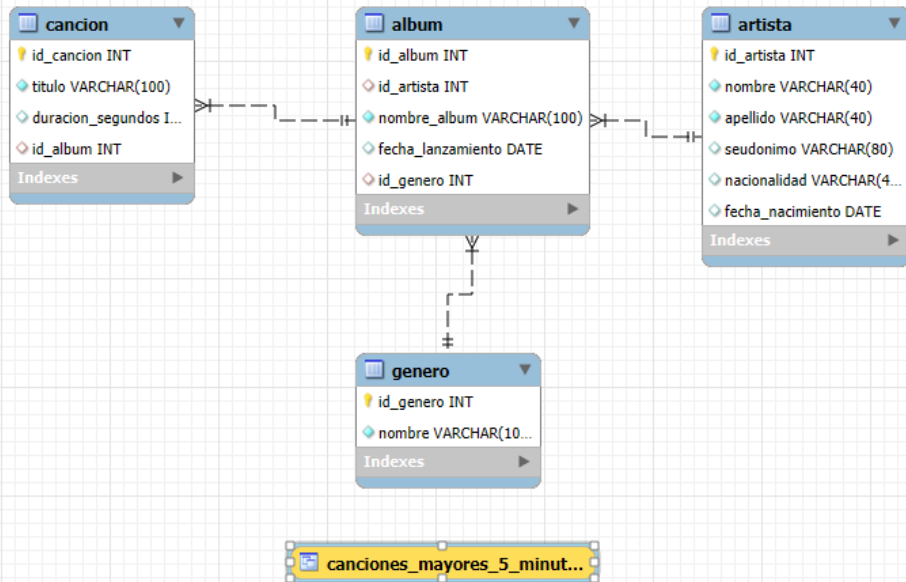 cancion
id_cancion INT
titulo VARCHAR(100)
duracion_segundos I...
id_album INT
Indexes
album
id_album INT
id_artista INT
nombre_album VARCHAR(100)
fecha_lanzamiento DATE
id_genero INT
Indexes
artista
id_artista INT
nombre VARCHAR(40)
apellido VARCHAR(40)
seudonimo VARCHAR(80)
nacionalidad VARCHAR(4...
fecha_nacimiento DATE
Indexes
genero
id_genero INT
nombre VARCHAR(10...
Indexes
canciones_mayores_5_minut...